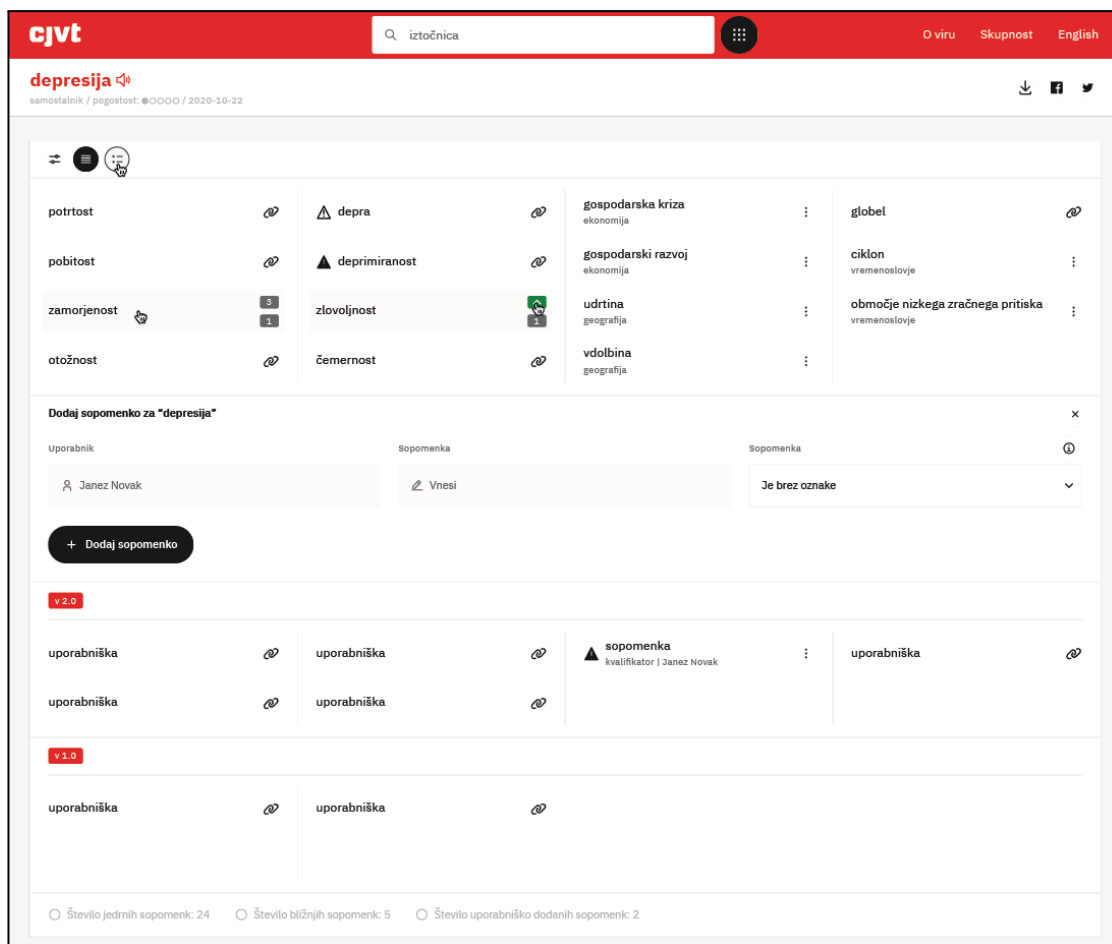 cjvt
iztočnica
O viru
Skupnost
English
depresija
samostalnik / pogostost: ●○○○○ / 2020-10-22
potrtost
pobitost
zamorjenost
3
1
otožnost
depra
deprimiranost
zlovoljnost
1
čemernost
gospodarska kriza
ekonomija
gospodarski razvoj
ekonomija
udrtina
geografija
vdolbina
geografija
globel
ciklon
vremenoslovje
območje nizkega zračnega pritiska
vremenoslovje
Dodaj sopomenko za “depresija”
Uporabnik
Janez Novak
Sopomenka
Vnesi
Sopomenka
Je brez oznake
+ Dodaj sopomenko
v 2.0
uporabniška
uporabniška
uporabniška
uporabniška
sopomenka
kvalifikator | Janez Novak
uporabniška
v 1.0
uporabniška
uporabniška
Število jedrnih sopomenk: 24
Število bližnjih sopomenk: 5
Število uporabniško dodanih sopomenk: 2